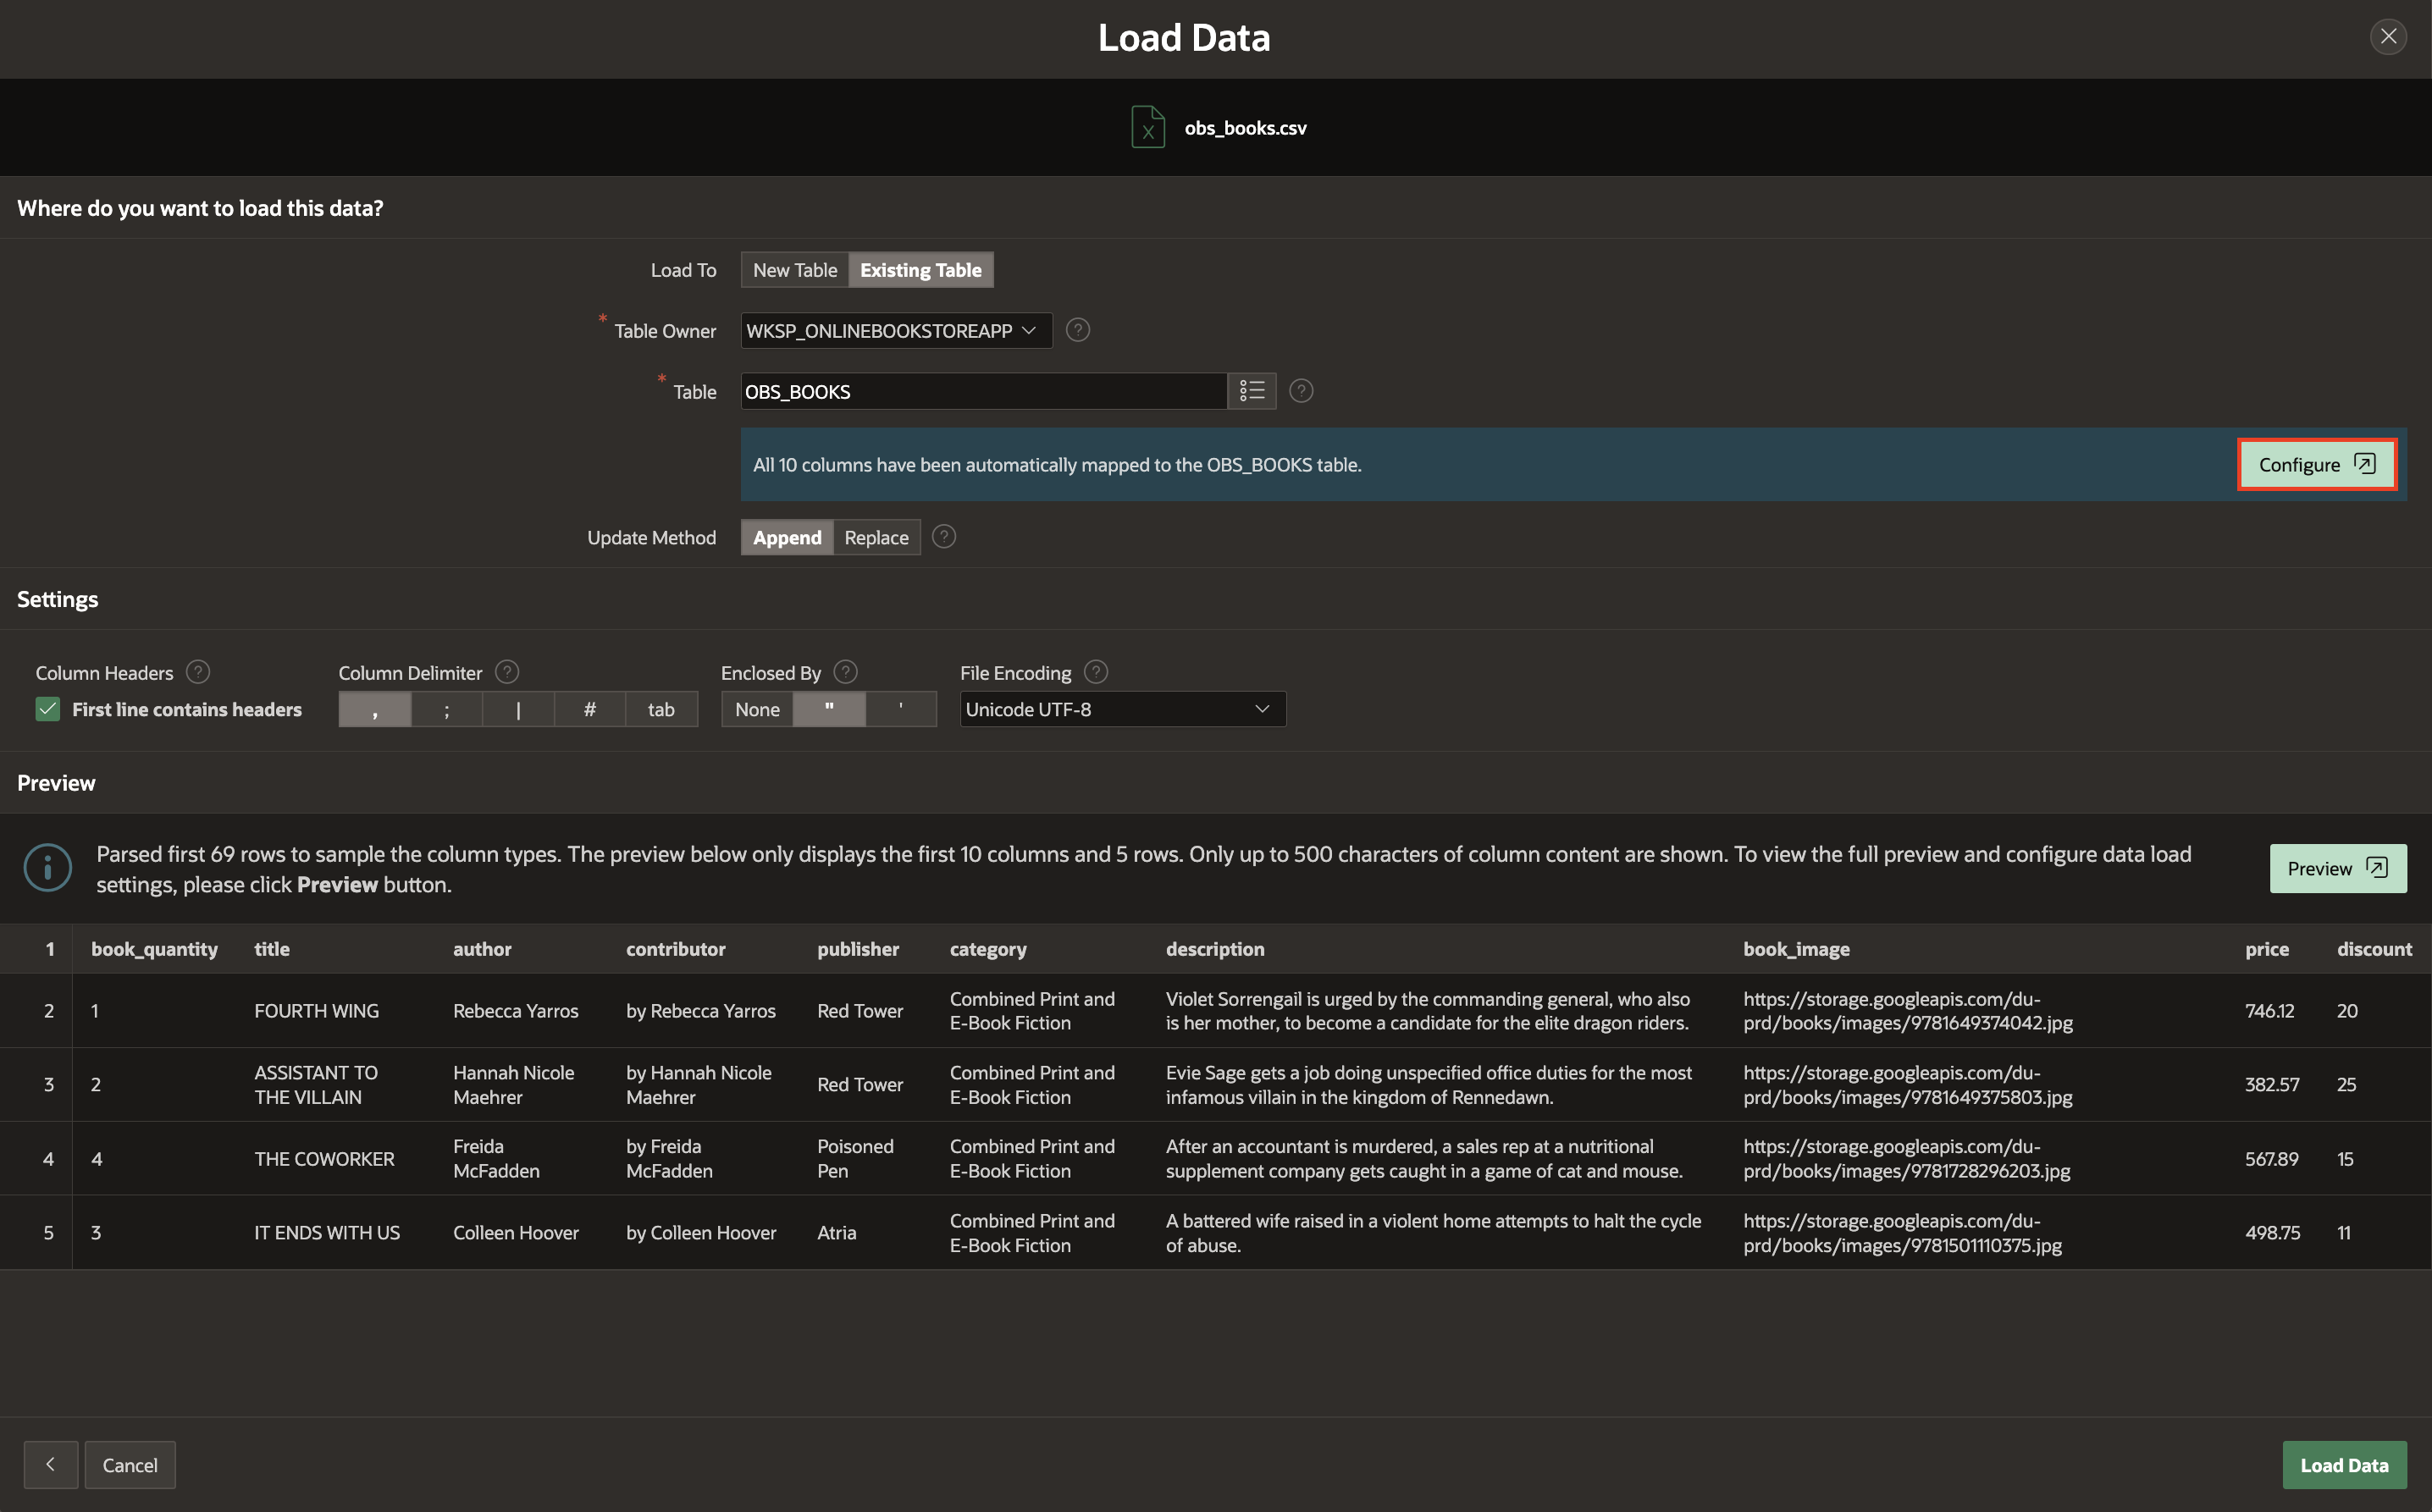 Load Data
X
obs_books.csv
Where do you want to load this data?
Load To New Table Existing Table
* Table Owner WKSP_ONLINEBOOKSTOREAPP ?
* Table OBS_BOOKS ?
All 10 columns have been automatically mapped to the OBS_BOOKS table. Configure
Update Method Append Replace ?
Settings
Column Headers ? Column Delimiter ? Enclosed By ? File Encoding ?
First line contains headers , ; | # tab None " ' Unicode UTF-8
Preview
Parsed first 69 rows to sample the column types. The preview below only displays the first 10 columns and 5 rows. Only up to 500 characters of column content are shown. To view the full preview and configure data load
settings, please click Preview button.
Preview
1 book_quantity title author contributor publisher category description book_image price discount
2 1 FOURTH WING Rebecca Yarros by Rebecca Yarros Red Tower Combined Print and
E-Book Fiction Violet Sorrengail is urged by the commanding general, who also
is her mother, to become a candidate for the elite dragon riders. https://storage.googleapis.com/du-
prd/books/images/9781649374042.jpg 746.12 20
3 2 ASSISTANT TO
THE VILLAIN Hannah Nicole
Maehrer by Hannah Nicole
Maehrer Red Tower Combined Print and
E-Book Fiction Evie Sage gets a job doing unspecified office duties for the most
infamous villain in the kingdom of Rennedawn. https://storage.googleapis.com/du-
prd/books/images/9781649375803.jpg 382.57 25
4 4 THE COWORKER Freida
McFadden by Freida
McFadden Poisoned
Pen Combined Print and
E-Book Fiction After an accountant is murdered, a sales rep at a nutritional
supplement company gets caught in a game of cat and mouse. https://storage.googleapis.com/du-
prd/books/images/9781728296203.jpg 567.89 15
5 3 IT ENDS WITH US Colleen Hoover by Colleen Hoover Atria Combined Print and
E-Book Fiction A battered wife raised in a violent home attempts to halt the cycle
of abuse. https://storage.googleapis.com/du-
prd/books/images/9781501110375.jpg 498.75 11
Cancel Load Data